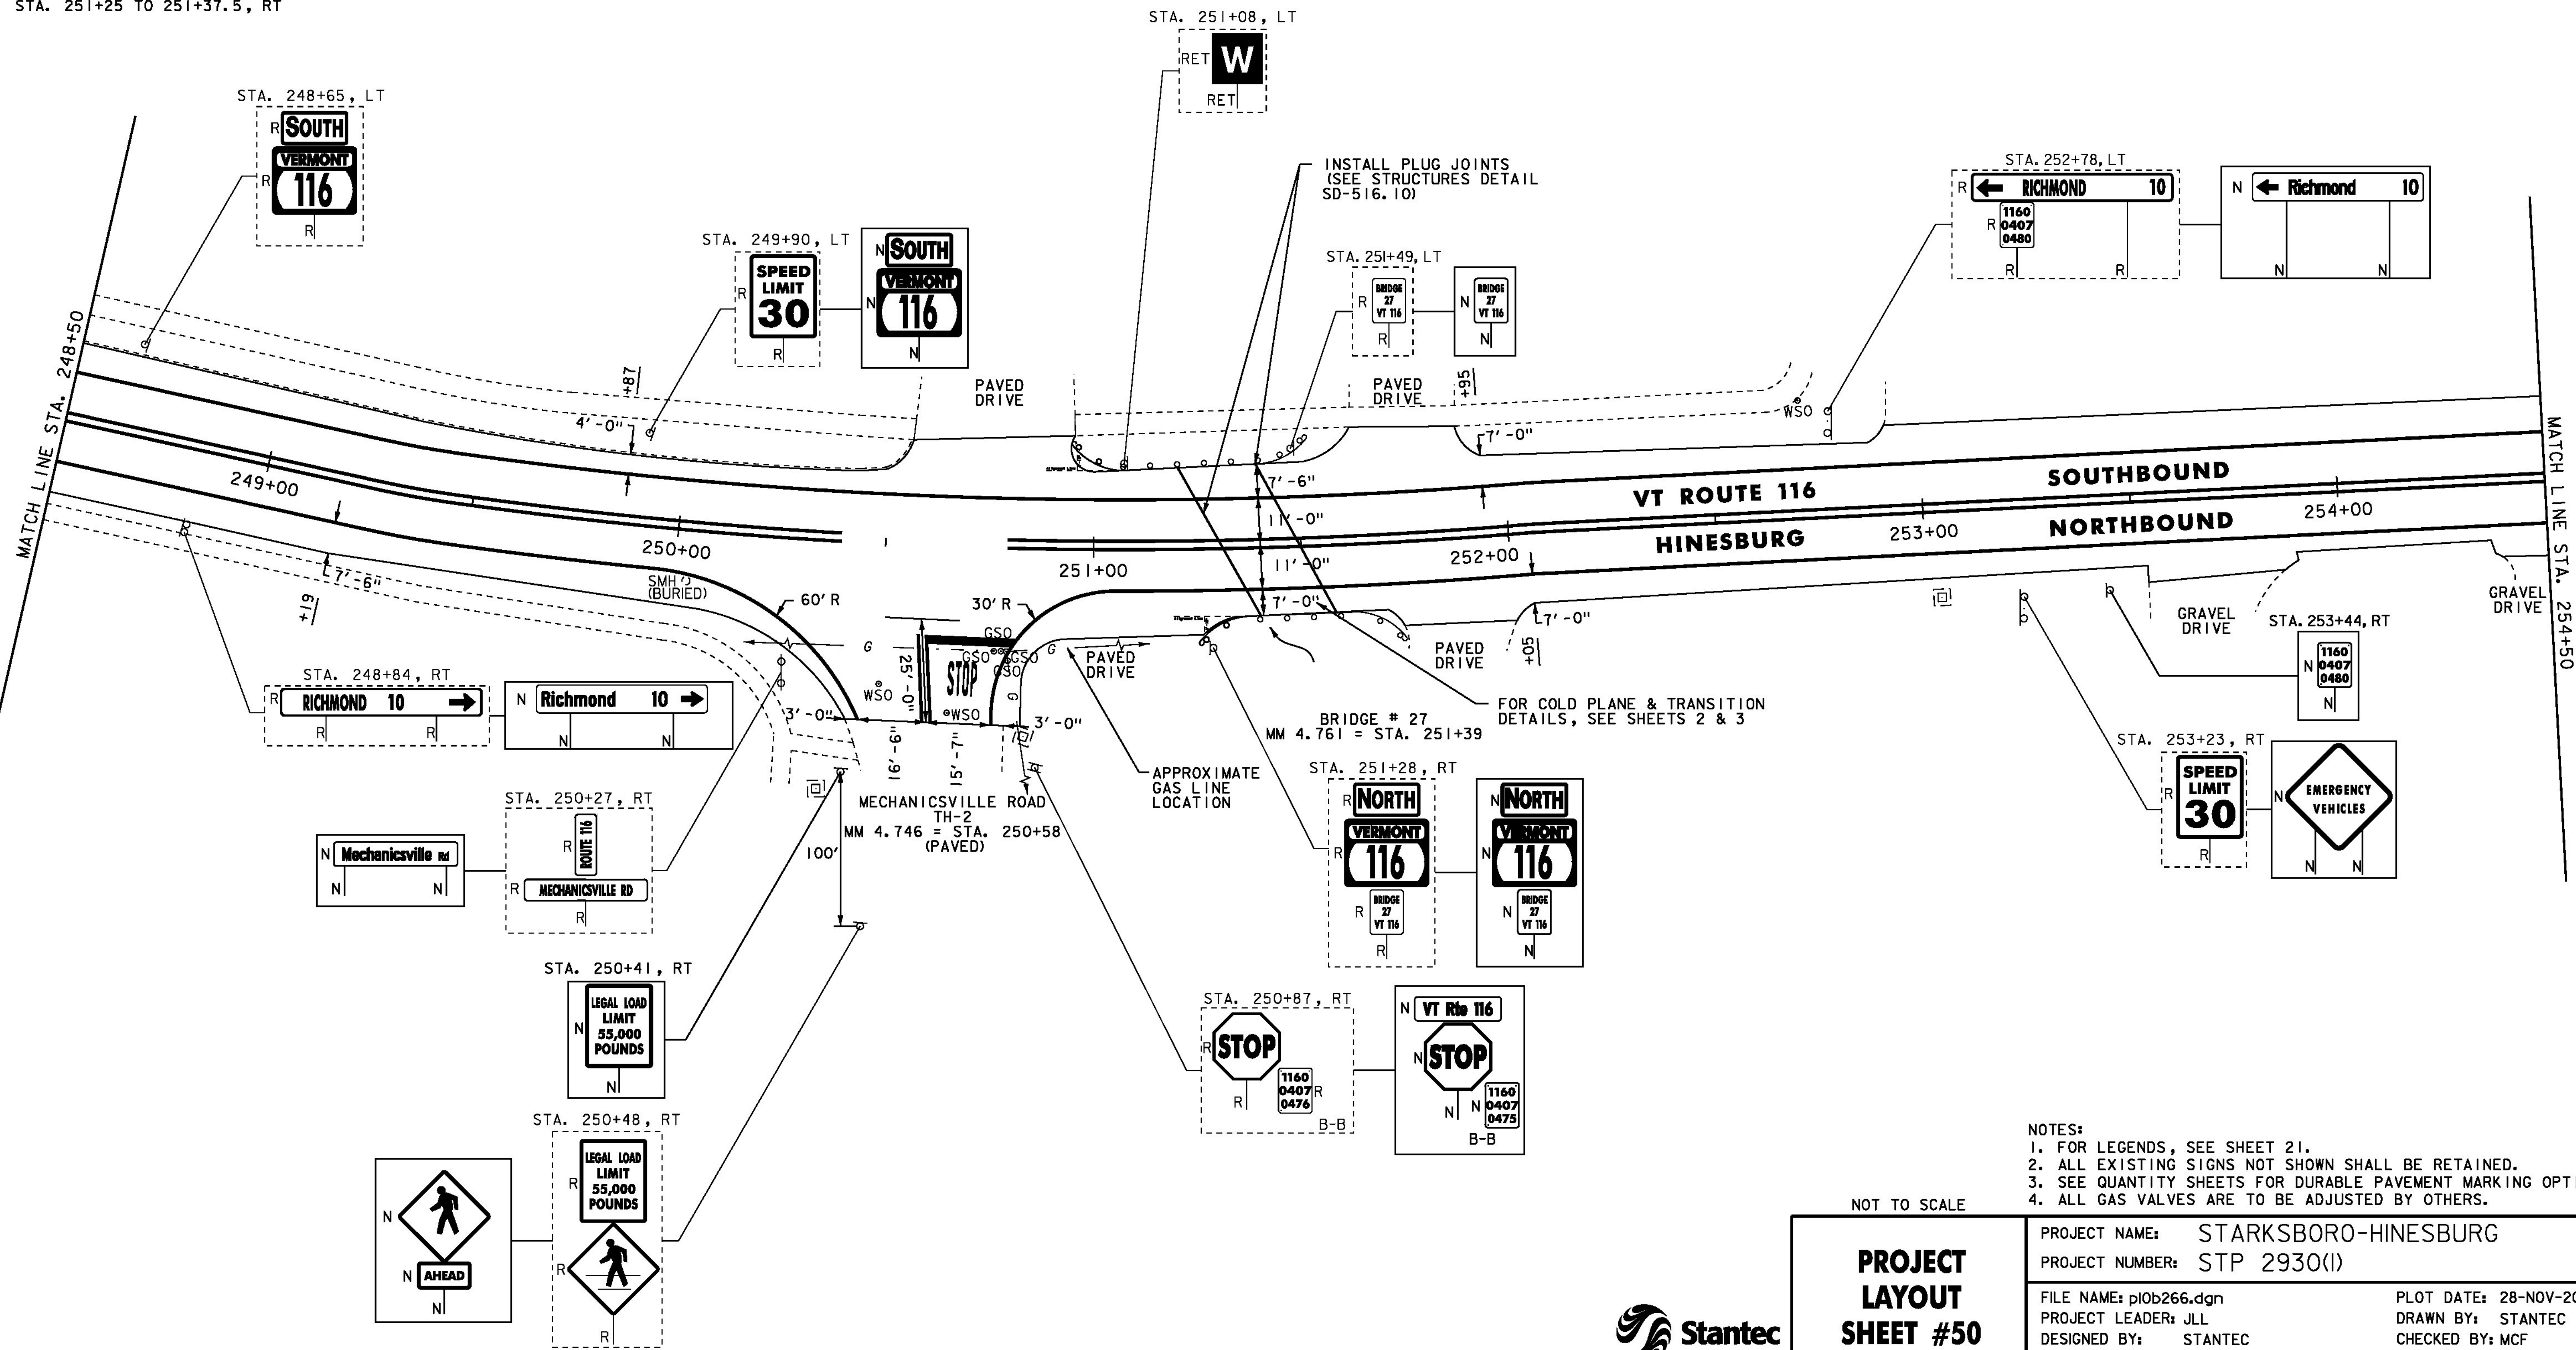 STA. 251+25 TO 251+37.5, RT
STA. 251+08, LT
RET W
RET
STA. 248+65, LT
R SOUTH
VERMONT
R 116
R
INSTALL PLUG JOINTS
(SEE STRUCTURES DETAIL
SD-516.10)
STA. 252+78, LT
R RICHMOND 10
R 1160
0407
0480
R R
N Richmond 10
N N
STA. 249+90, LT
R SPEED
LIMIT
30
R
N SOUTH
VERMONT
N 116
N
STA. 251+49, LT
R BRIDGE
27
VT 116
R
N BRIDGE
27
VT 116
N
MATCH LINE STA. 248+50
+87
4'-0"
PAVED
DRIVE
PAVED
DRIVE
+95
WSO
7'-0"
MATCH LINE STA. 254+50
249+00
250+00
251+00
252+00
253+00
254+00
7'-6"
11'-0"
11'-0"
7'-0"
VT ROUTE 116
SOUTHBOUND
HINESBURG
NORTHBOUND
7'-6"
+19
SMH
(BURIED)
60' R
30' R
G
GSO
GSO
GSO
GSO
G
G
25'-0"
STOP
WSO
WSO
3'-0"
3'-0"
16'-6"
15'-7"
PAVED
DRIVE
PAVED
DRIVE
+05
7'-0"
GRAVEL
DRIVE
GRAVEL
DRIVE
STA. 253+44, RT
N 1160
0407
0480
N
STA. 248+84, RT
R RICHMOND 10
R R
N Richmond 10
N N
FOR COLD PLANE & TRANSITION
DETAILS, SEE SHEETS 2 & 3
BRIDGE # 27
MM 4.761 = STA. 251+39
APPROXIMATE
GAS LINE
LOCATION
MECHANICSVILLE ROAD
TH-2
MM 4.746 = STA. 250+58
(PAVED)
100'
STA. 253+23, RT
R SPEED
LIMIT
30
R
N EMERGENCY
VEHICLES
N N
STA. 250+27, RT
R ROUTE 116
R MECHANICSVILLE RD
R
N Mechanicsville Rd
N N
STA. 251+28, RT
R NORTH
VERMONT
R 116
R BRIDGE
27
VT 116
R
N NORTH
VERMONT
N 116
N BRIDGE
27
VT 116
N
STA. 250+41, RT
N LEGAL LOAD
LIMIT
55,000
POUNDS
N
STA. 250+87, RT
R STOP
R
1160
0407 R
0476
B-B
N VT Rte 116
N STOP
N
N 1160
0407
0475
B-B
STA. 250+48, RT
R LEGAL LOAD
LIMIT
55,000
POUNDS
R
R
N
N AHEAD
N
NOTES:
1. FOR LEGENDS, SEE SHEET 21.
2. ALL EXISTING SIGNS NOT SHOWN SHALL BE RETAINED.
3. SEE QUANTITY SHEETS FOR DURABLE PAVEMENT MARKING OPT
4. ALL GAS VALVES ARE TO BE ADJUSTED BY OTHERS.
NOT TO SCALE
Stantec
PROJECT
LAYOUT
SHEET #50
PROJECT NAME: STARKSBORO-HINESBURG
PROJECT NUMBER: STP 2930(1)
FILE NAME: pl0b266.dgn
PLOT DATE: 28-NOV-20
PROJECT LEADER: JLL
DRAWN BY: STANTEC
DESIGNED BY: STANTEC
CHECKED BY: MCF